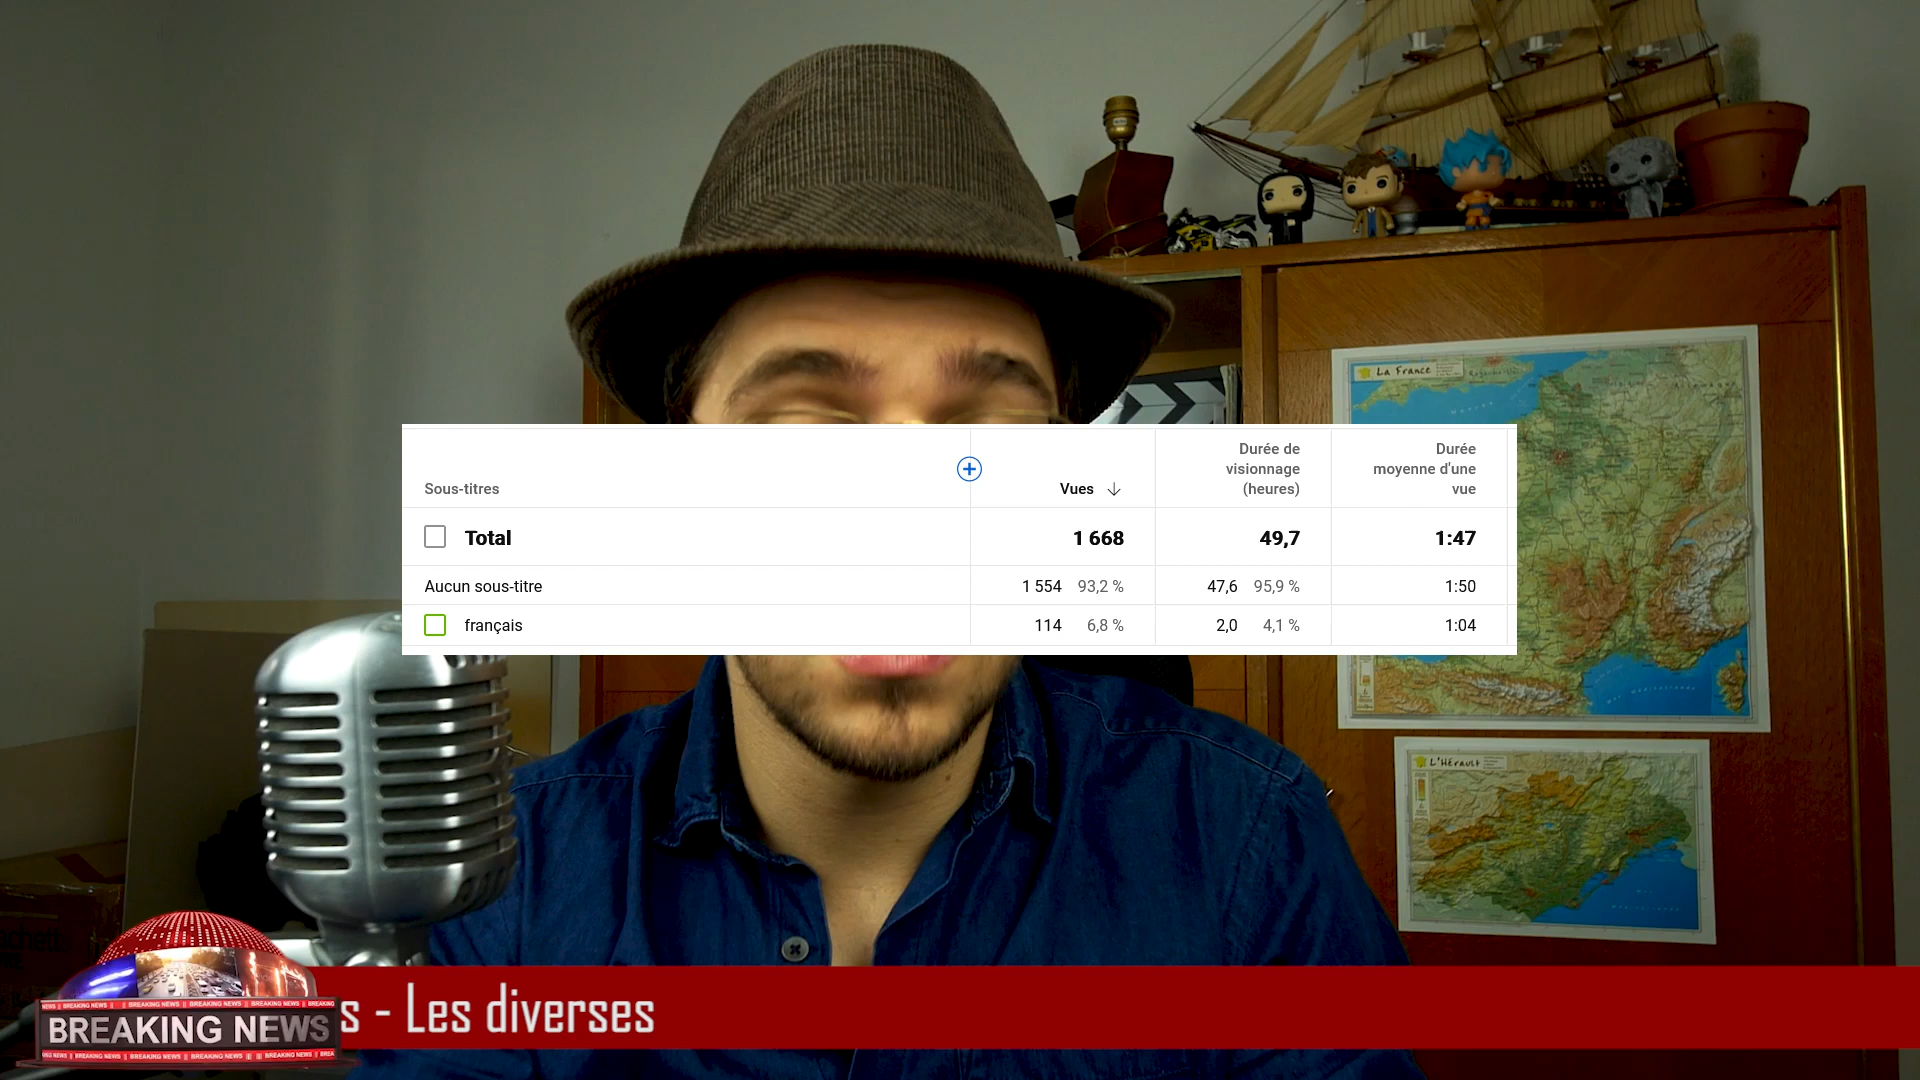 La France
L'Hérault
Sous-titres
Vues
Durée de
visionnage
(heures)
Durée
moyenne d'une
vue
Total
1 668
49,7
1:47
Aucun sous-titre
1 554 93,2 %
47,6 95,9 %
1:50
français
114 6,8 %
2,0 4,1 %
1:04
BREAKING NEWS
s - Les diverses